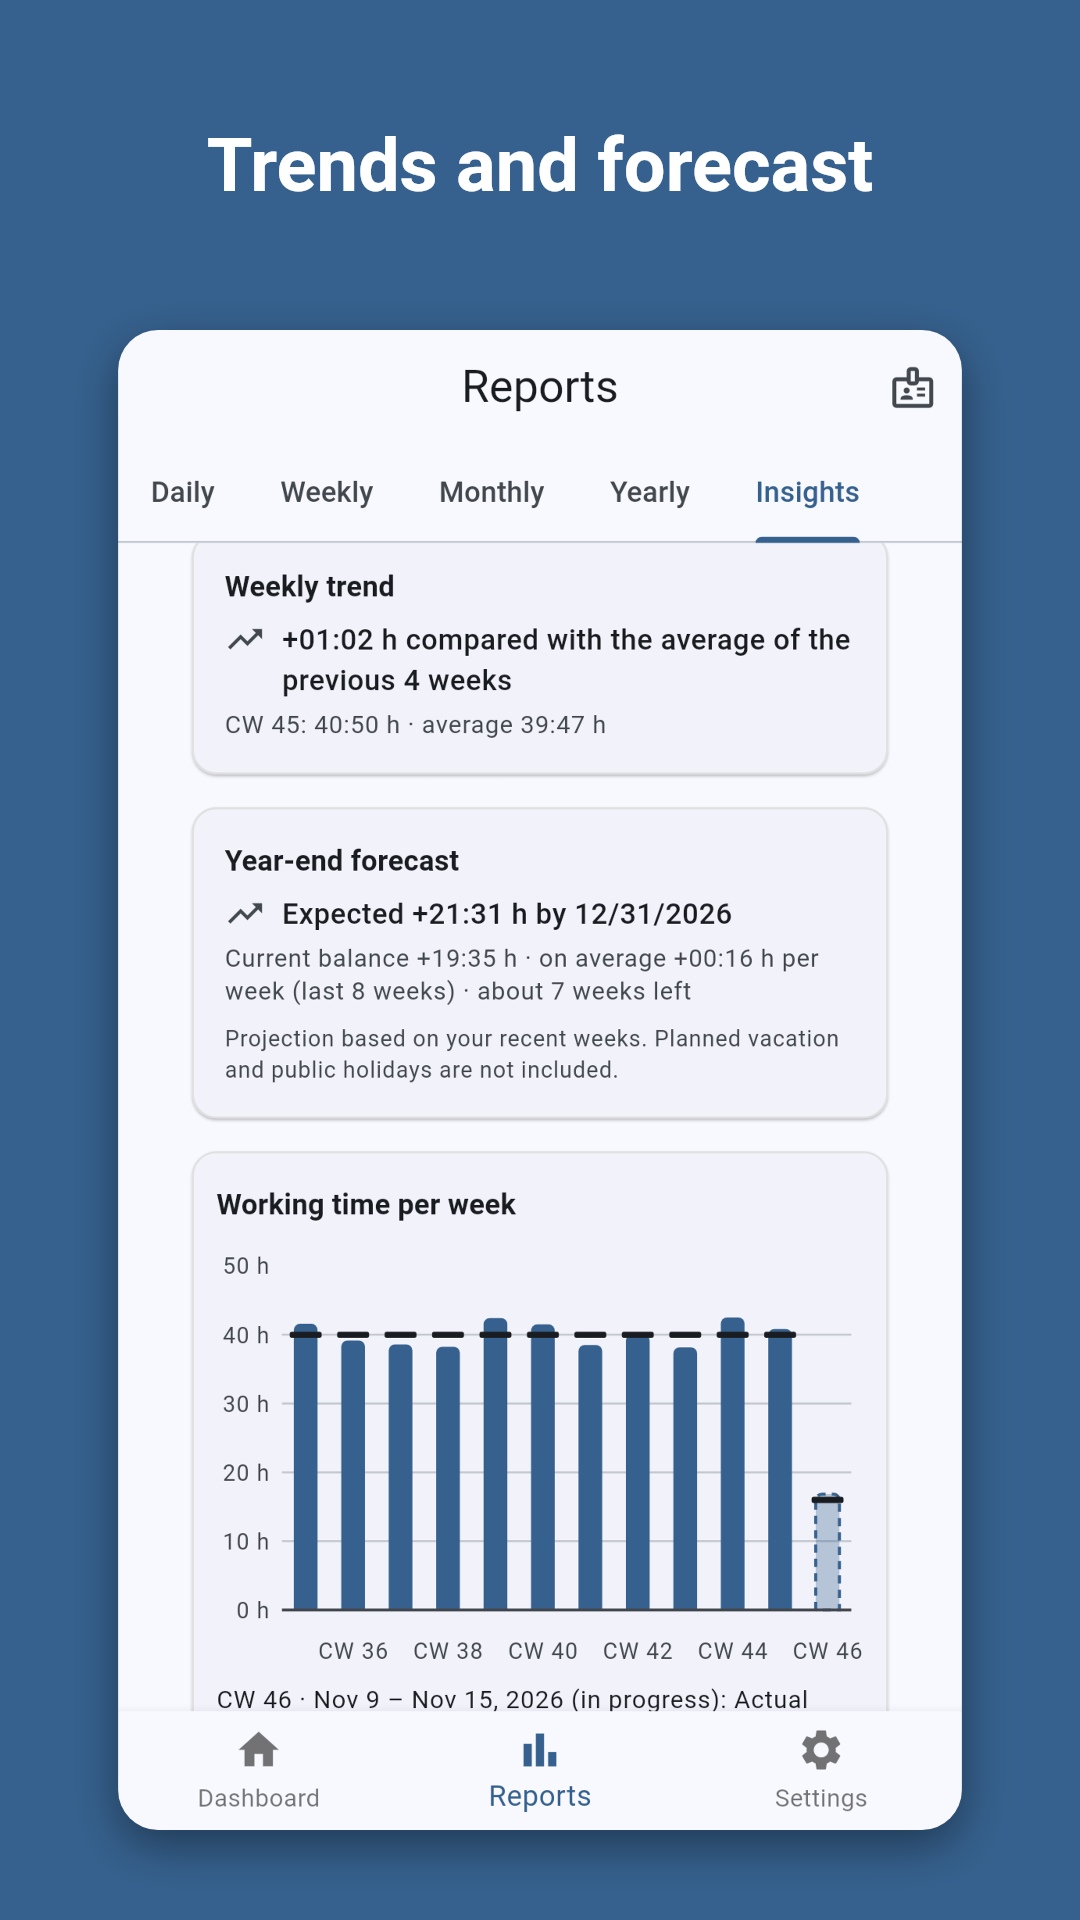 Trends and forecast
Reports
Daily Weekly Monthly Yearly Insights
Weekly trend
+01:02 h compared with the average of the
previous 4 weeks
CW 45: 40:50 h · average 39:47 h
Year-end forecast
Expected +21:31 h by 12/31/2026
Current balance +19:35 h · on average +00:16 h per
week (last 8 weeks) · about 7 weeks left
Projection based on your recent weeks. Planned vacation
and public holidays are not included.
Working time per week
50 h
40 h
30 h
20 h
10 h
0 h
CW 36 CW 38 CW 40 CW 42 CW 44 CW 46
CW 46 · Nov 9 – Nov 15, 2026 (in progress): Actual
Dashboard Reports Settings